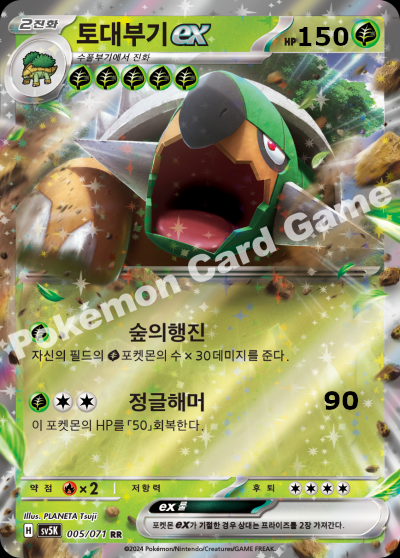 2진화
토대부기 ex
HP 150
수풀부기에서 진화
Pokémon Card Game
숲의행진
자신의 필드의 포켓몬의 수 × 30데미지를 준다.
정글해머 90
이 포켓몬의 HP를 「50」 회복한다.
약점 ×2 저항력 후퇴
Illus. PLANETA Tsuji
H sv5K 005/071 RR
ex 룰
포켓몬 ex가 기절한 경우 상대는 프라이즈를 2장 가져간다.
©2024 Pokémon/Nintendo/Creatures/GAME FREAK.